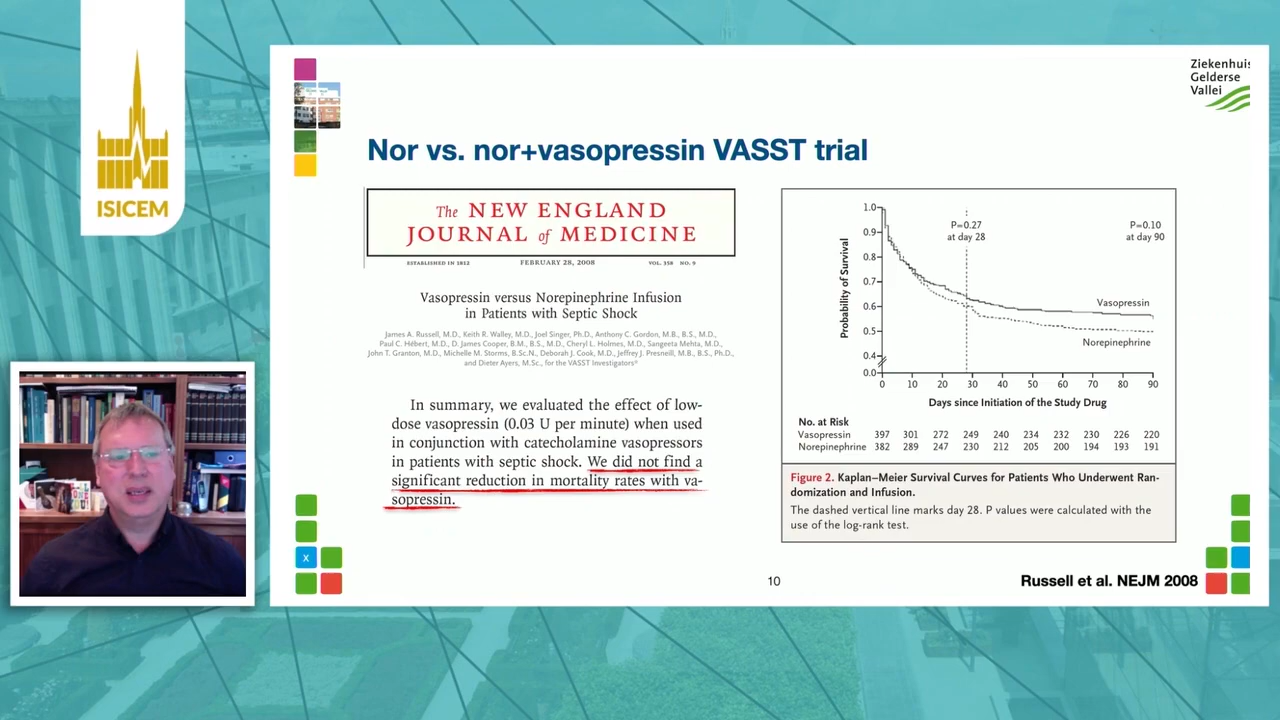 ISICEM
Ziekenhuis
Gelderse
Vallei
Nor vs. nor+vasopressin VASST trial
The NEW ENGLAND
JOURNAL of MEDICINE
ESTABLISHED IN 1812 FEBRUARY 28, 2008 VOL. 358 NO. 9
Vasopressin versus Norepinephrine Infusion
in Patients with Septic Shock
James A. Russell, M.D., Keith R. Walley, M.D., Joel Singer, Ph.D., Anthony C. Gordon, M.B., B.S., M.D.,
Paul C. Hébert, M.D., D. James Cooper, B.M., B.S., M.D., Cheryl L. Holmes, M.D., Sangeeta Mehta, M.D.,
John T. Granton, M.D., Michelle M. Storms, B.Sc.N., Deborah J. Cook, M.D., Jeffrey J. Presneill, M.B., B.S., Ph.D.,
and Dieter Ayers, M.Sc., for the VASST Investigators*
In summary, we evaluated the effect of low-
dose vasopressin (0.03 U per minute) when used
in conjunction with catecholamine vasopressors
in patients with septic shock. We did not find a
significant reduction in mortality rates with va-
sopressin.
Probability of Survival
1.0
0.9
0.8
0.7
0.6
0.5
0.4
0.0
P=0.27
at day 28
P=0.10
at day 90
Vasopressin
Norepinephrine
0 10 20 30 40 50 60 70 80 90
Days since Initiation of the Study Drug
No. at Risk
Vasopressin 397 301 272 249 240 234 232 230 226 220
Norepinephrine 382 289 247 230 212 205 200 194 193 191
Figure 2. Kaplan–Meier Survival Curves for Patients Who Underwent Ran-
domization and Infusion.
The dashed vertical line marks day 28. P values were calculated with the
use of the log-rank test.
X
10
Russell et al. NEJM 2008